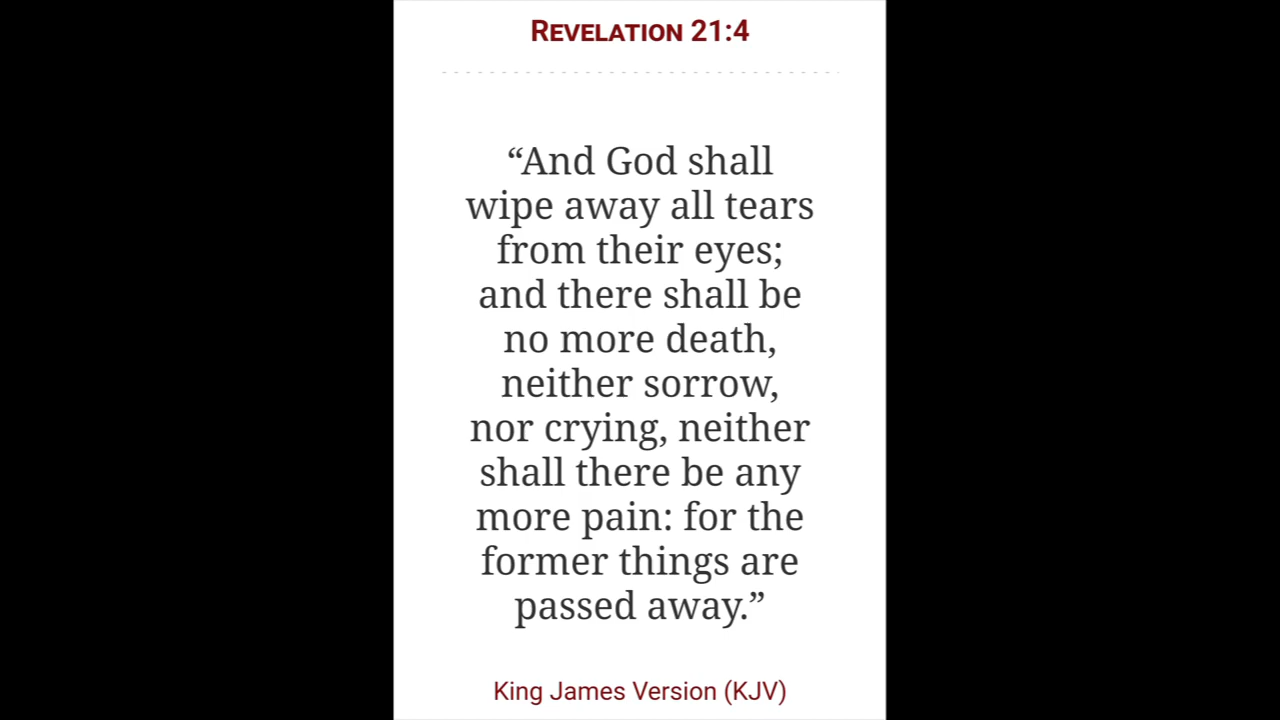 Revelation 21:4
“And God shall
wipe away all tears
from their eyes;
and there shall be
no more death,
neither sorrow,
nor crying, neither
shall there be any
more pain: for the
former things are
passed away.”
King James Version (KJV)